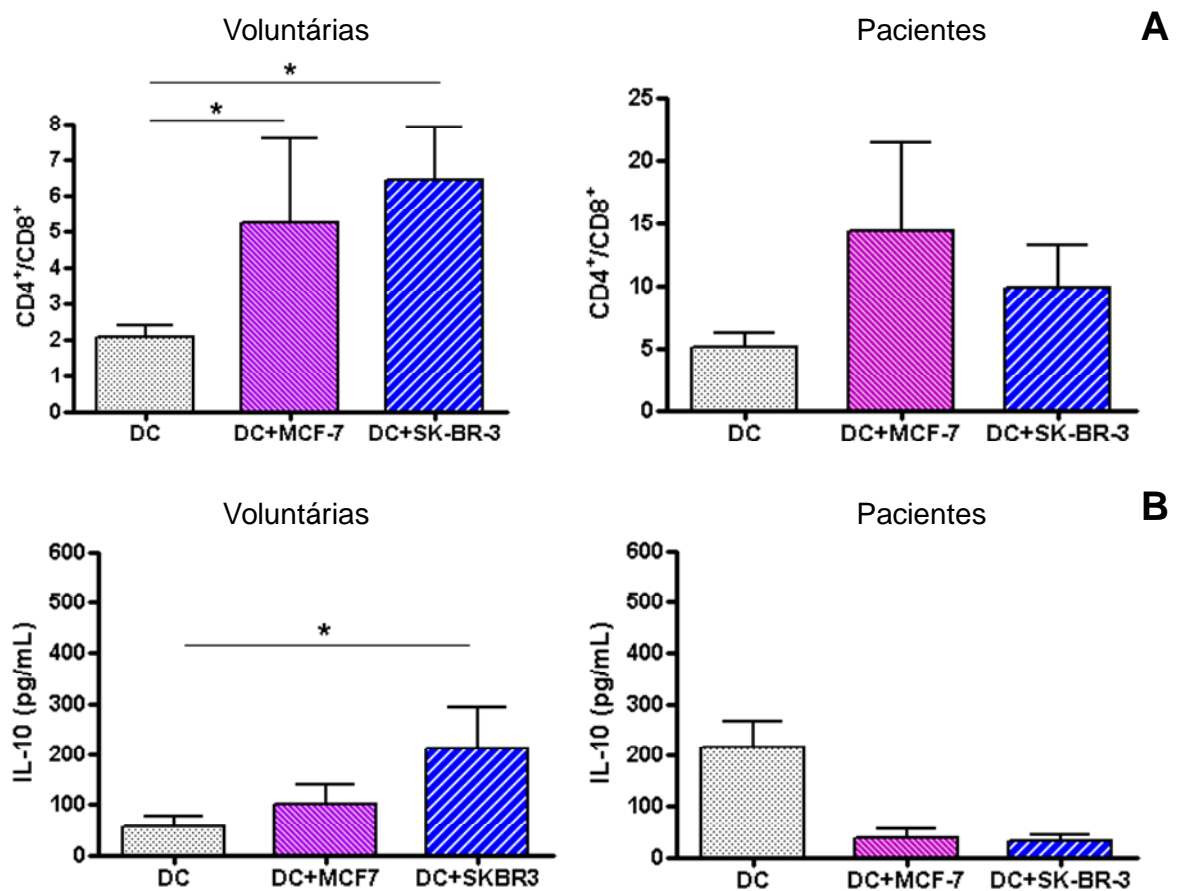 Voluntárias
Pacientes
A
*
*
8
7
6
5
4
3
2
1
0
CD4+/CD8+
DC
DC+MCF-7
DC+SK-BR-3
25
20
15
10
5
0
CD4+/CD8+
DC
DC+MCF-7
DC+SK-BR-3
Voluntárias
Pacientes
B
600
500
400
300
200
100
0
IL-10 (pg/mL)
*
DC
DC+MCF7
DC+SKBR3
600
500
400
300
200
100
0
IL-10 (pg/mL)
DC
DC+MCF-7
DC+SK-BR-3